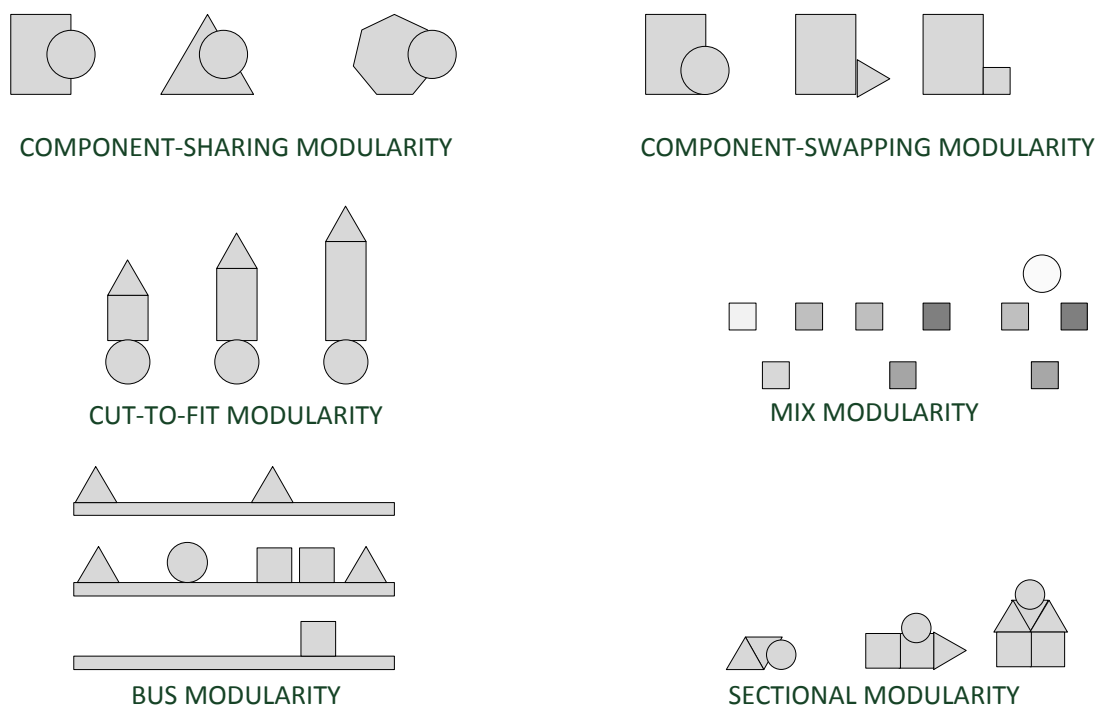 COMPONENT-SHARING MODULARITY
COMPONENT-SWAPPING MODULARITY
CUT-TO-FIT MODULARITY
MIX MODULARITY
BUS MODULARITY
SECTIONAL MODULARITY